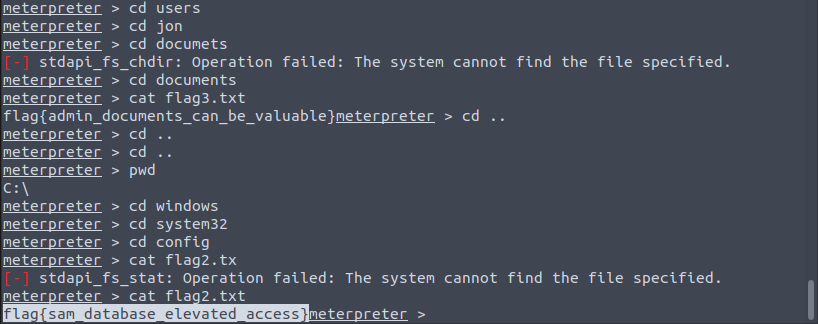 meterpreter > cd users
meterpreter > cd jon
meterpreter > cd documets
[-] stdapi_fs_chdir: Operation failed: The system cannot find the file specified.
meterpreter > cd documents
meterpreter > cat flag3.txt
flag{admin_documents_can_be_valuable}meterpreter > cd ..
meterpreter > cd ..
meterpreter > cd ..
meterpreter > pwd
C:\
meterpreter > cd windows
meterpreter > cd system32
meterpreter > cd config
meterpreter > cat flag2.tx
[-] stdapi_fs_stat: Operation failed: The system cannot find the file specified.
meterpreter > cat flag2.txt
flag{sam_database_elevated_access}meterpreter >